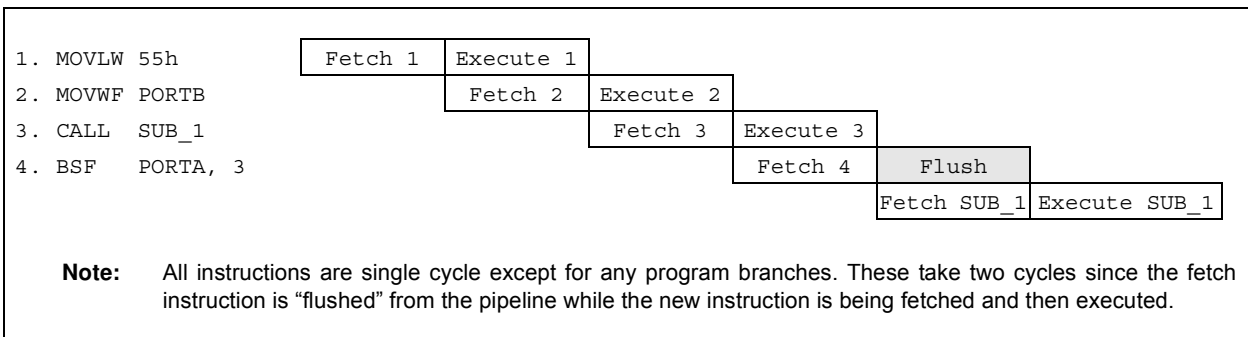 1. MOVLW 55h Fetch 1 Execute 1
2. MOVWF PORTB Fetch 2 Execute 2
3. CALL SUB_1 Fetch 3 Execute 3
4. BSF PORTA, 3 Fetch 4 Flush
Fetch SUB_1 Execute SUB_1
Note: All instructions are single cycle except for any program branches. These take two cycles since the fetch
instruction is “flushed” from the pipeline while the new instruction is being fetched and then executed.